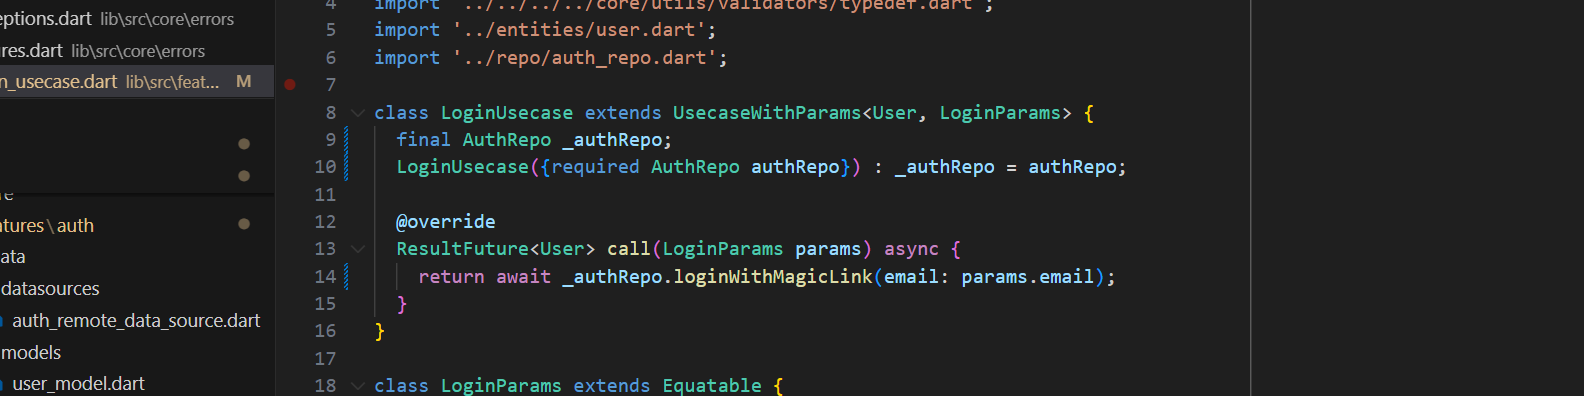 eptions.dart lib\src\core\errors
ures.dart lib\src\core\errors
n_usecase.dart lib\src\feat... M
re
tures\auth
ata
datasources
auth_remote_data_source.dart
models
user_model.dart
4 import '../../../../core/utils/validators/typedef.dart';
5 import '../entities/user.dart';
6 import '../repo/auth_repo.dart';
7
8 class LoginUsecase extends UsecaseWithParams<User, LoginParams> {
9 final AuthRepo _authRepo;
10 LoginUsecase({required AuthRepo authRepo}) : _authRepo = authRepo;
11
12 @override
13 ResultFuture<User> call(LoginParams params) async {
14 return await _authRepo.loginWithMagicLink(email: params.email);
15 }
16 }
17
18 class LoginParams extends Equatable {